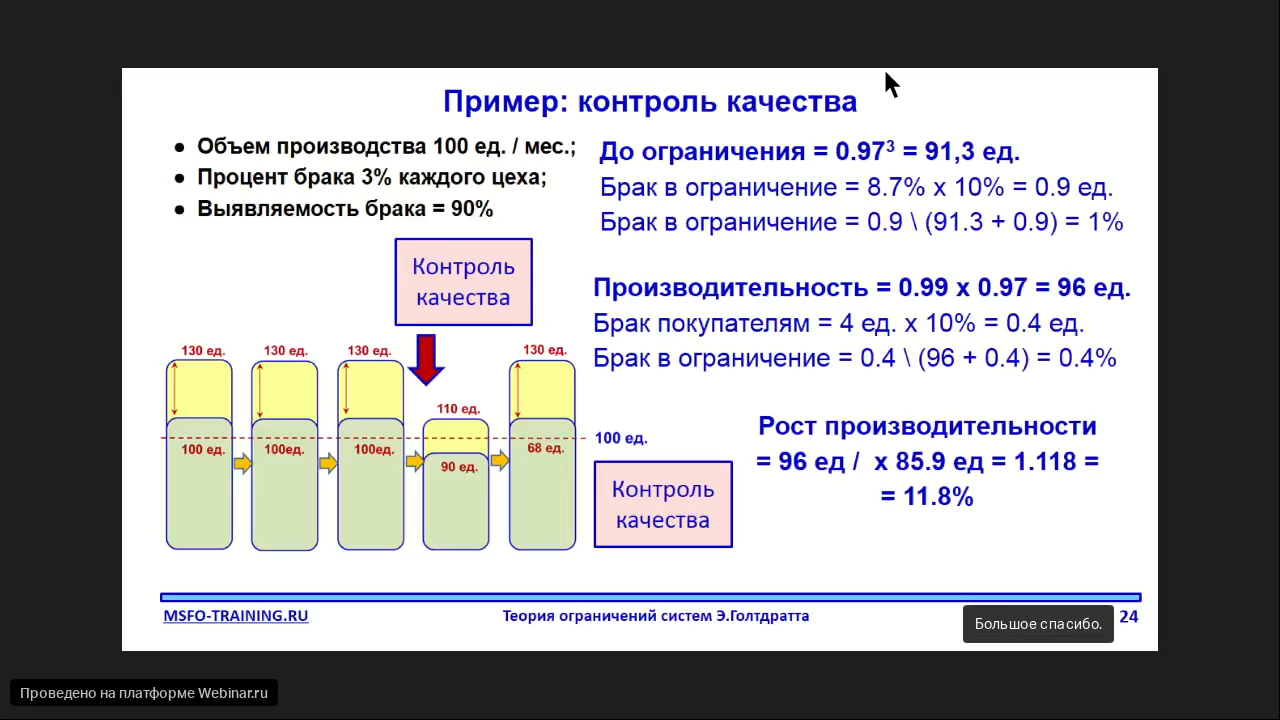 Пример: контроль качества
● Объем производства 100 ед. / мес.;
● Процент брака 3% каждого цеха;
● Выявляемость брака = 90%
До ограничения = 0.97³ = 91,3 ед.
Брак в ограничение = 8.7% x 10% = 0.9 ед.
Брак в ограничение = 0.9 \ (91.3 + 0.9) = 1%
Производительность = 0.99 x 0.97 = 96 ед.
Брак покупателям = 4 ед. x 10% = 0.4 ед.
Брак в ограничение = 0.4 \ (96 + 0.4) = 0.4%
Рост производительности
= 96 ед / x 85.9 ед = 1.118 =
= 11.8%
Контроль
качества
130 ед.
130 ед.
130 ед.
110 ед.
130 ед.
100 ед.
100ед.
100ед.
90 ед.
68 ед.
100 ед.
Контроль
качества
MSFO-TRAINING.RU
Теория ограничений систем Э.Голтдратта
Большое спасибо.
24
Проведено на платформе Webinar.ru